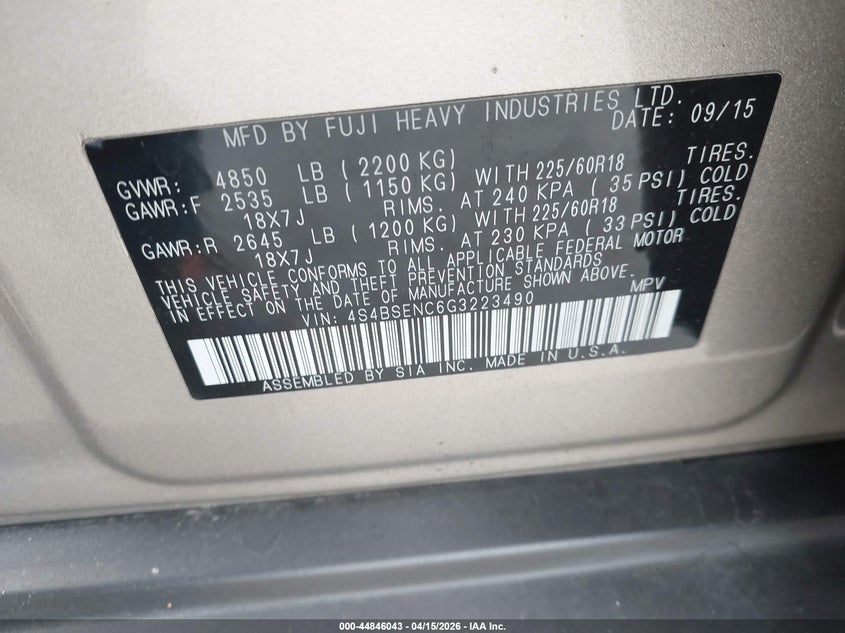 MFD BY FUJI HEAVY INDUSTRIES LTD.
DATE: 09/15
GVWR: 4850 LB ( 2200 KG)
GAWR:F 2535 LB ( 1150 KG) WITH 225/60R18 TIRES.
18X7J RIMS. AT 240 KPA ( 35 PSI) COLD
GAWR:R 2645 LB ( 1200 KG) WITH 225/60R18 TIRES.
18X7J RIMS. AT 230 KPA ( 33 PSI) COLD
THIS VEHICLE CONFORMS TO ALL APPLICABLE FEDERAL MOTOR
VEHICLE SAFETY AND THEFT PREVENTION STANDARDS
IN EFFECT ON THE DATE OF MANUFACTURE SHOWN ABOVE.
VIN: 4S4BSENC6G3223490 MPV
ASSEMBLED BY SIA INC. MADE IN U.S.A.
000-44846043 - 04/15/2026 - IAA Inc.